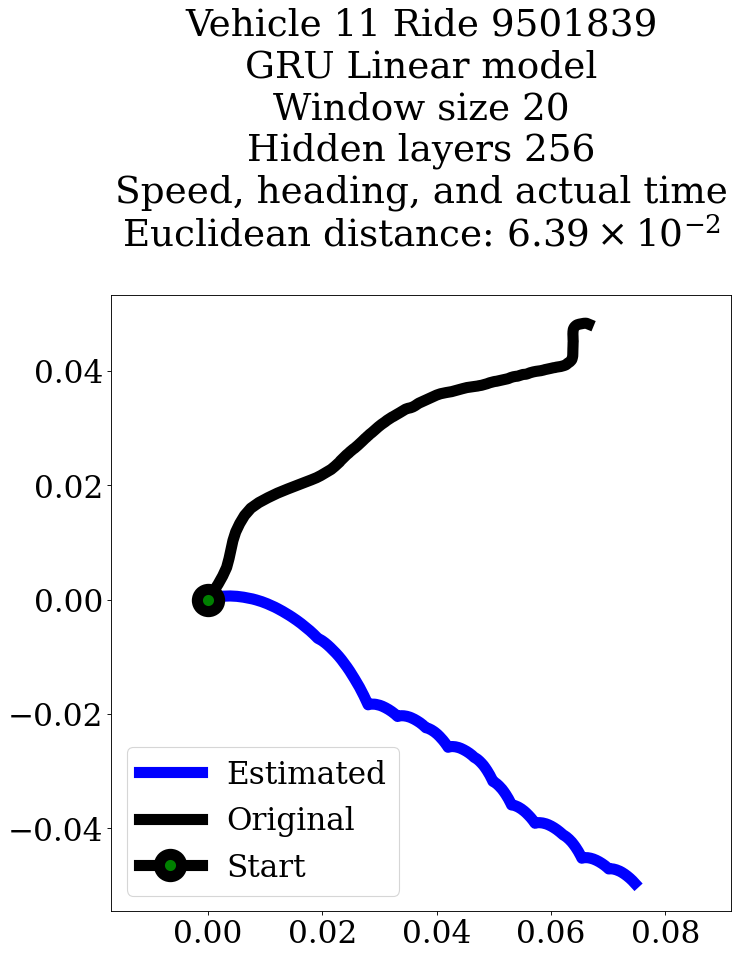 Vehicle 11 Ride 9501839
GRU Linear model
Window size 20
Hidden layers 256
Speed, heading, and actual time
Euclidean distance: 6.39 × 10⁻²
0.04
0.02
0.00
−0.02
−0.04
Estimated
Original
Start
0.00 0.02 0.04 0.06 0.08